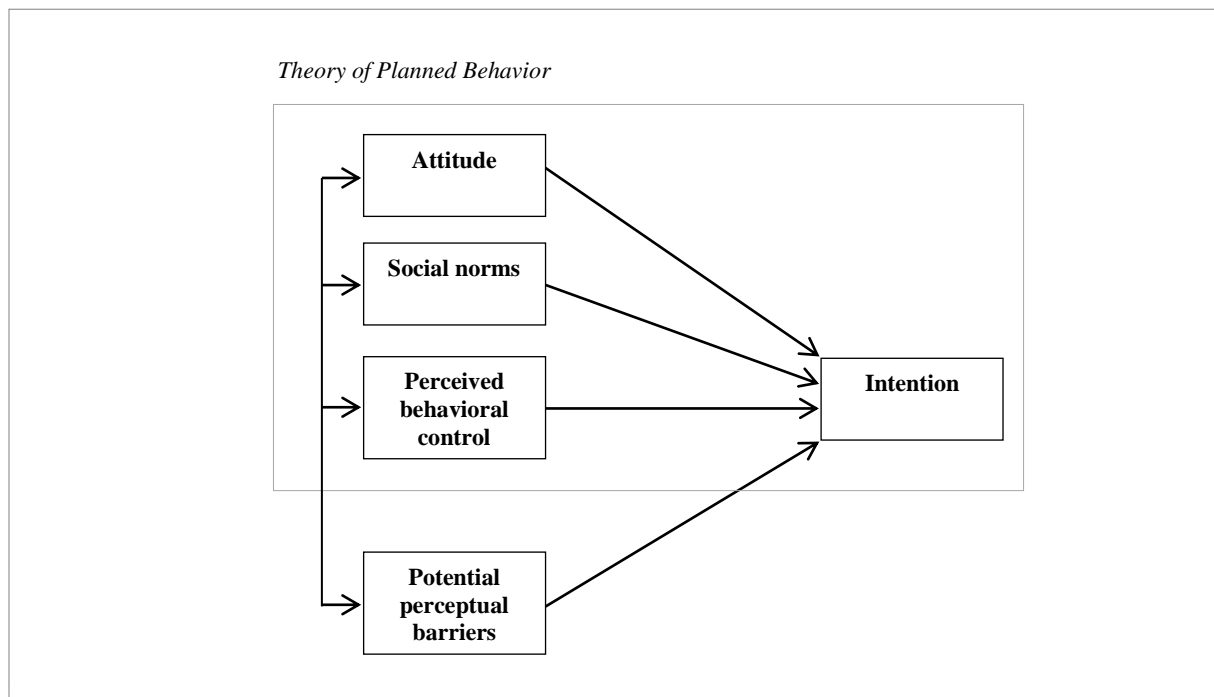 Theory of Planned Behavior
Attitude
Social norms
Perceived
behavioral
control
Intention
Potential
perceptual
barriers